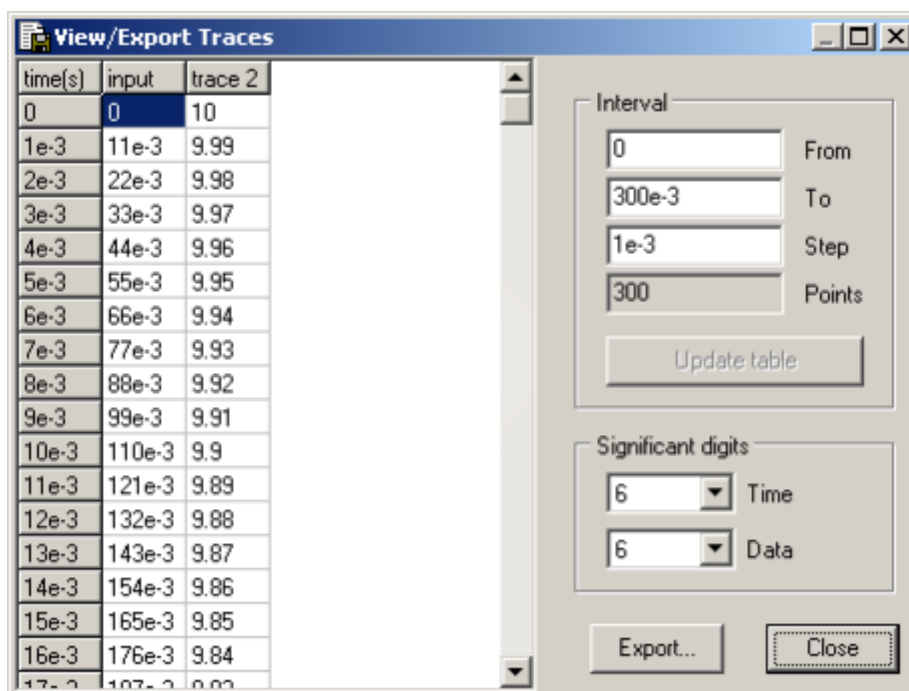 View/Export Traces
time(s) input trace 2
0 0 10
1e-3 11e-3 9.99
2e-3 22e-3 9.98
3e-3 33e-3 9.97
4e-3 44e-3 9.96
5e-3 55e-3 9.95
6e-3 66e-3 9.94
7e-3 77e-3 9.93
8e-3 88e-3 9.92
9e-3 99e-3 9.91
10e-3 110e-3 9.9
11e-3 121e-3 9.89
12e-3 132e-3 9.88
13e-3 143e-3 9.87
14e-3 154e-3 9.86
15e-3 165e-3 9.85
16e-3 176e-3 9.84
Interval
0 From
300e-3 To
1e-3 Step
300 Points
Update table
Significant digits
6 Time
6 Data
Export... Close